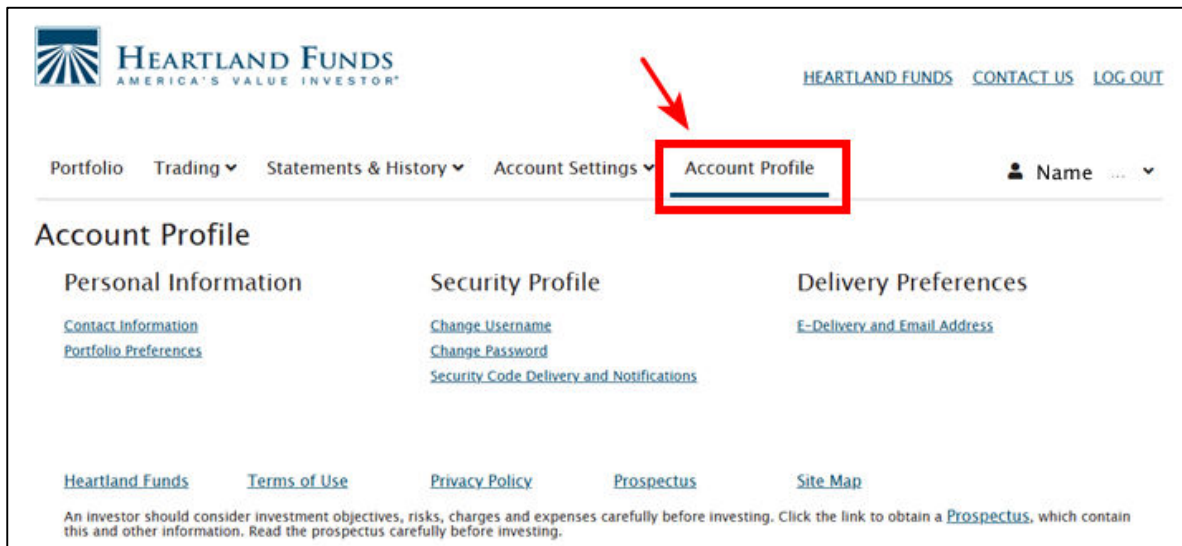 HEARTLAND FUNDS
AMERICA'S VALUE INVESTOR®
HEARTLAND FUNDS CONTACT US LOG OUT
Portfolio Trading Statements & History Account Settings Account Profile Name ...
Account Profile
Personal Information Security Profile Delivery Preferences
Contact Information Change Username E-Delivery and Email Address
Portfolio Preferences Change Password
Security Code Delivery and Notifications
Heartland Funds Terms of Use Privacy Policy Prospectus Site Map
An investor should consider investment objectives, risks, charges and expenses carefully before investing. Click the link to obtain a Prospectus, which contain
this and other information. Read the prospectus carefully before investing.